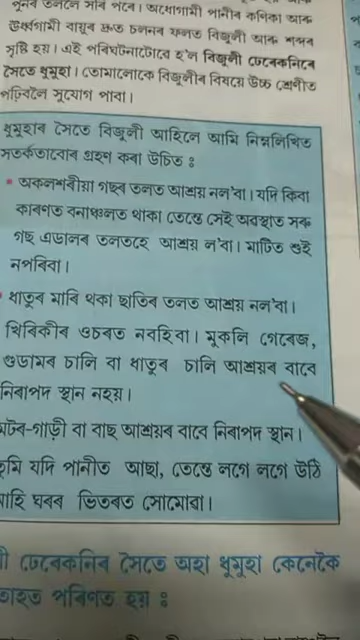 পুনৰ তললৈ সৰি পৰে। অধোগামী পানীৰ কণিকা আৰু
ঊৰ্ধ্বগামী বায়ুৰ দ্ৰুত চলনৰ ফলত বিজুলী আৰু শব্দৰ
সৃষ্টি হয়। এই পৰিঘটনাটোৱে হ'ল বিজুলী ঢেৰেকনিৰে
সৈতে ধুমুহা। তোমালোকে বিজুলীৰ বিষয়ে উচ্চ শ্ৰেণীত
পঢ়িবলৈ সুযোগ পাবা।
ধুমুহাৰ সৈতে বিজুলী আহিলে আমি নিম্নলিখিত
সতৰ্কতাবোৰ গ্ৰহণ কৰা উচিত :
• অকলশৰীয়া গছৰ তলত আশ্ৰয় নল'বা। যদি কিবা
কাৰণত বনাঞ্চলত থাকা তেন্তে সেই অৱস্থাত সৰু
গছ এডালৰ তলতহে আশ্ৰয় ল'বা। মাটিত শুই
নপৰিবা।
• ধাতুৰ মাৰি থকা ছাতিৰ তলত আশ্ৰয় নল'বা।
খিৰিকীৰ ওচৰত নবহিবা। মুকলি গেৰেজ,
গুডামৰ চালি বা ধাতুৰ চালি আশ্ৰয়ৰ বাবে
নিৰাপদ স্থান নহয়।
মটৰ-গাড়ী বা বাছ আশ্ৰয়ৰ বাবে নিৰাপদ স্থান।
তুমি যদি পানীত আছা, তেন্তে লগে লগে উঠি
আহি ঘৰৰ ভিতৰত সোমোৱা।
ঢেৰেকনিৰ সৈতে অহা ধুমুহা কেনেকৈ
পৰিণত হয় :